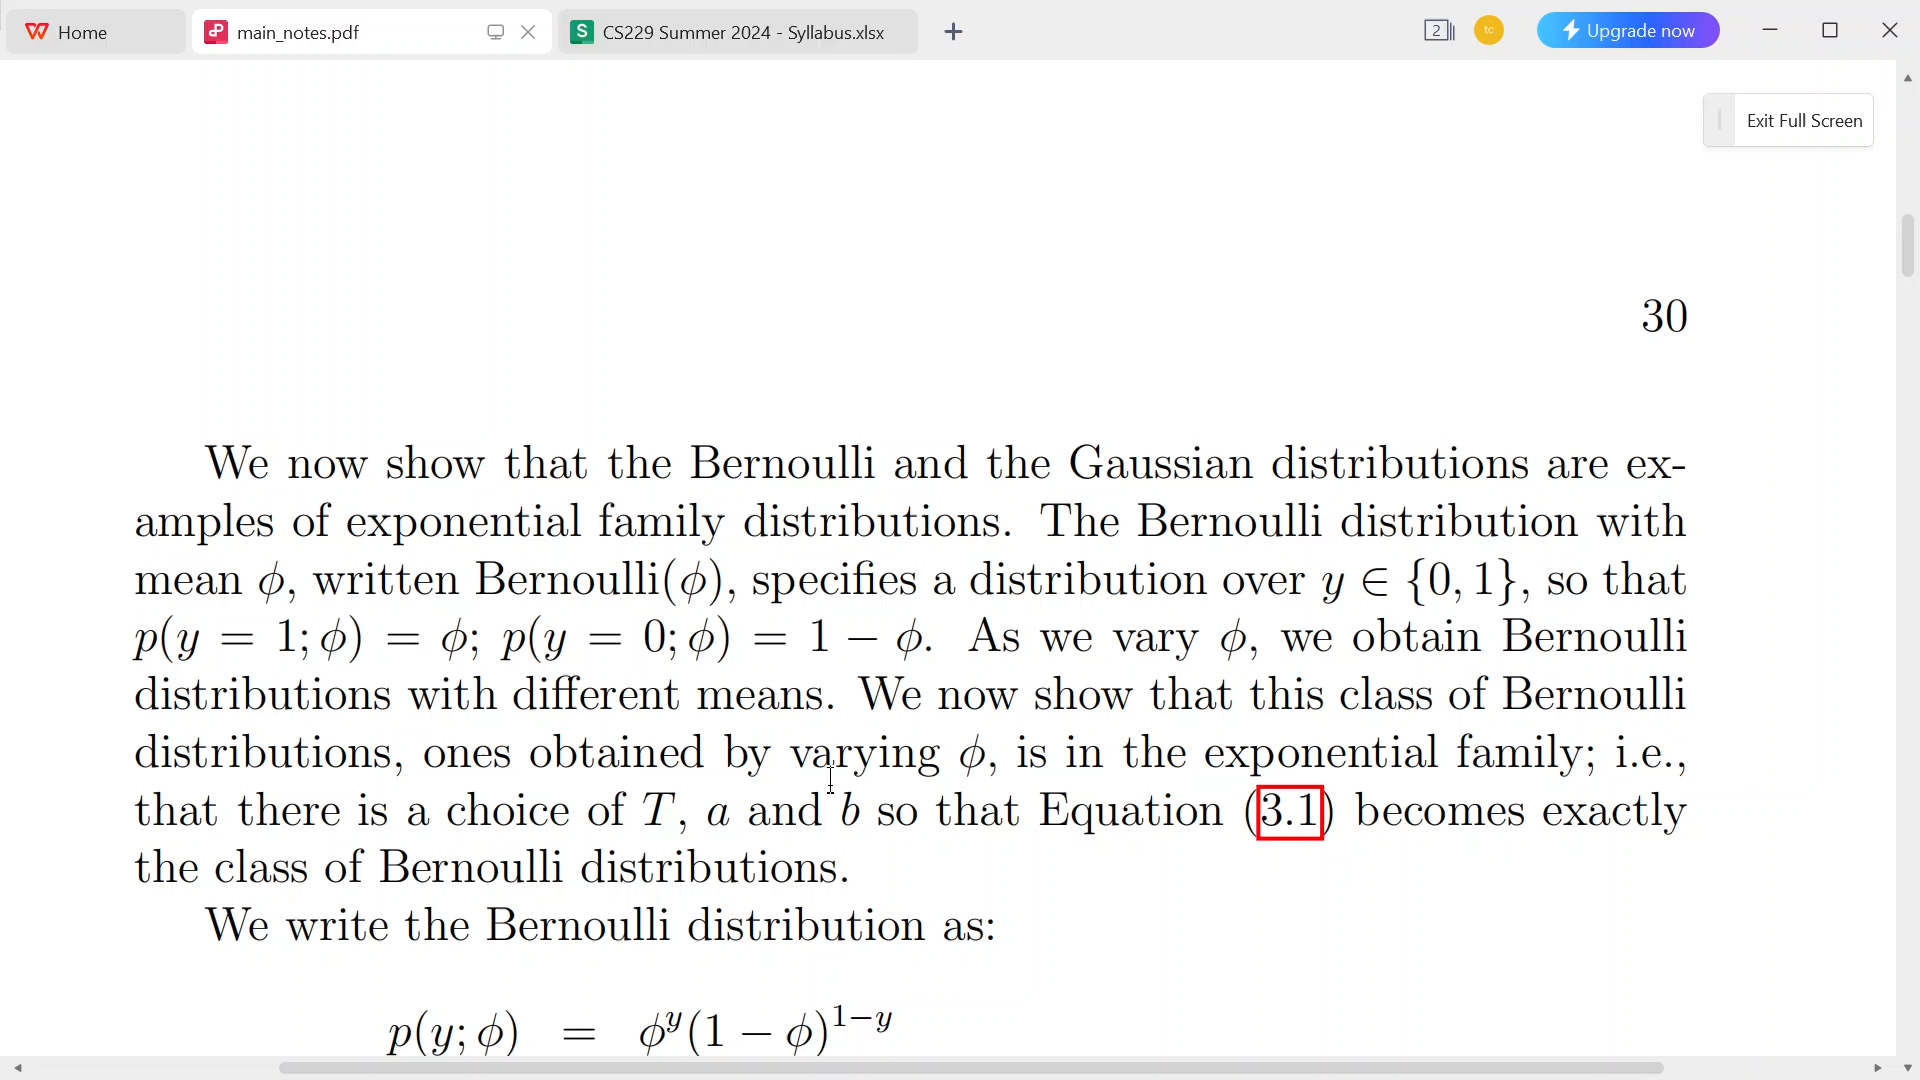 Home
main_notes.pdf
CS229 Summer 2024 - Syllabus.xlsx
2
tc
Upgrade now
Exit Full Screen
30
We now show that the Bernoulli and the Gaussian distributions are ex-
amples of exponential family distributions. The Bernoulli distribution with
mean ϕ, written Bernoulli(ϕ), specifies a distribution over y ∈ {0, 1}, so that
p(y = 1; ϕ) = ϕ; p(y = 0; ϕ) = 1 − ϕ. As we vary ϕ, we obtain Bernoulli
distributions with different means. We now show that this class of Bernoulli
distributions, ones obtained by varying ϕ, is in the exponential family; i.e.,
that there is a choice of T, a and b so that Equation (3.1) becomes exactly
the class of Bernoulli distributions.
We write the Bernoulli distribution as:
p(y; ϕ) = ϕ^y(1 − ϕ)^{1−y}